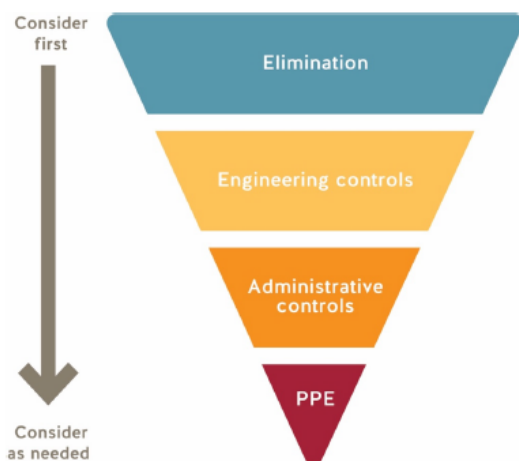 Consider
first
Elimination
Engineering controls
Administrative
controls
PPE
Consider
as needed